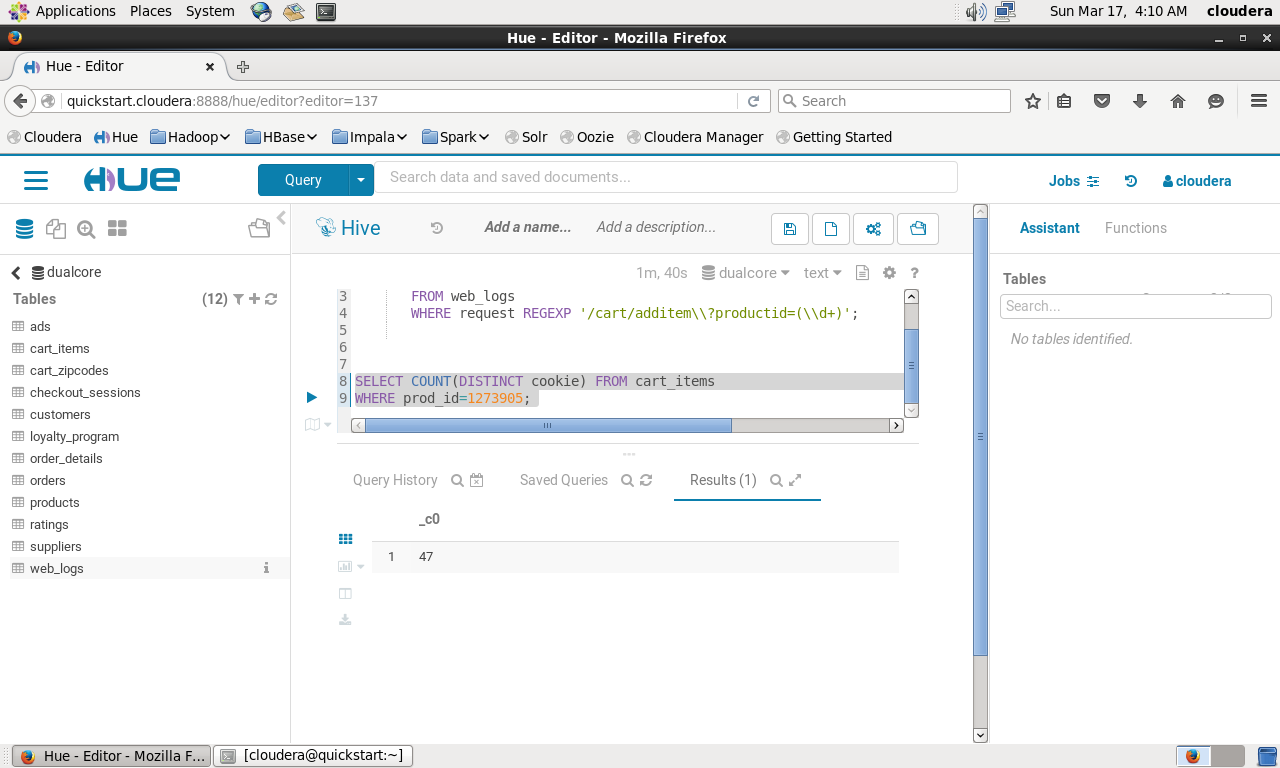 Applications Places System Sun Mar 17, 4:10 AM cloudera
Hue - Editor - Mozilla Firefox
Hue - Editor
quickstart.cloudera:8888/hue/editor?editor=137 Search
Cloudera Hue Hadoop HBase Impala Spark Solr Oozie Cloudera Manager Getting Started
HUE Query Search data and saved documents... Jobs cloudera
Hive Add a name... Add a description... Assistant Functions
dualcore 1m, 40s dualcore text ?
Tables (12)
ads
cart_items
cart_zipcodes
checkout_sessions
customers
loyalty_program
order_details
orders
products
ratings
suppliers
web_logs
3 FROM web_logs
4 WHERE request REGEXP '/cart/additem\\?productid=(\\d+)';
5
6
7
8 SELECT COUNT(DISTINCT cookie) FROM cart_items
9 WHERE prod_id=1273905;
Query History Saved Queries Results (1)
_c0
1 47
Tables
Search...
No tables identified.
Hue - Editor - Mozilla F... [cloudera@quickstart:~]